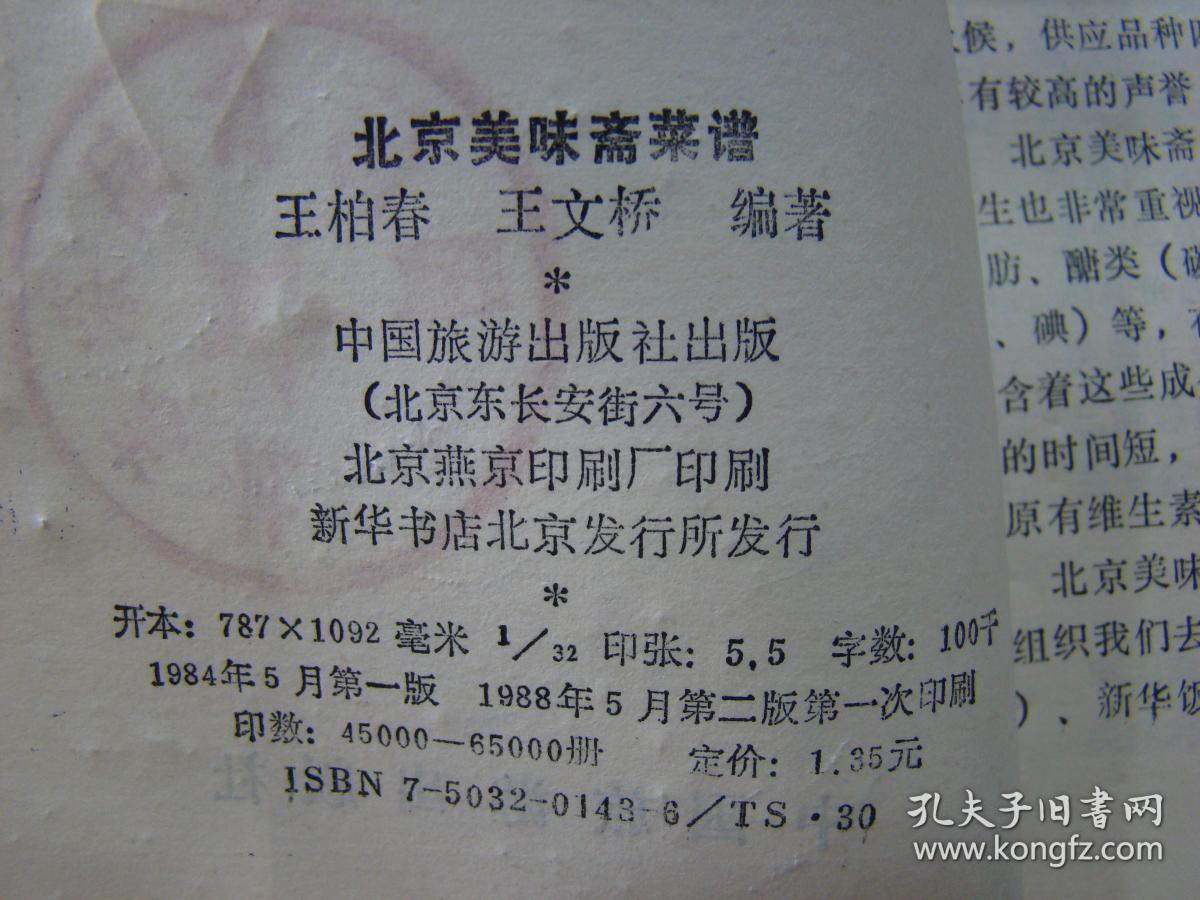 北京美味斋菜谱
王柏春 王文桥 编著
*
中国旅游出版社出版
(北京东长安街六号)
北京燕京印刷厂印刷
新华书店北京发行所发行
*
开本：787×1092 毫米 1/32 印张：5,5 字数：100千
1984年5月第一版 1988年5月第二版第一次印刷
印数：45000—65000册 定价：1.35元
ISBN 7-5032-0143-6/TS·30
候，供应品种
有较高的声誉
北京美味斋
生也非常重视
肪、醣类（
、碘）等，
含着这些成
的时间短，
原有维生素
北京美味
组织我们去
）、新华饭
孔夫子旧书网
www.kongfz.com